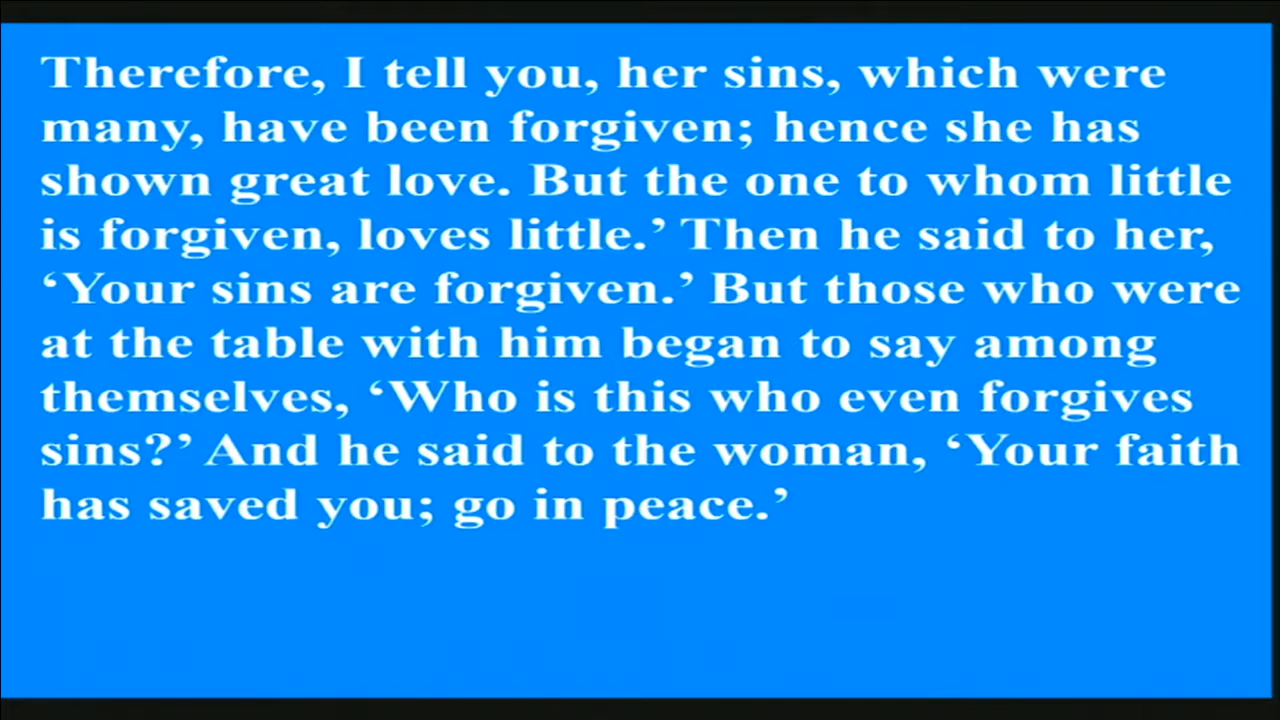 Therefore, I tell you, her sins, which were
many, have been forgiven; hence she has
shown great love. But the one to whom little
is forgiven, loves little.’ Then he said to her,
‘Your sins are forgiven.’ But those who were
at the table with him began to say among
themselves, ‘Who is this who even forgives
sins?’ And he said to the woman, ‘Your faith
has saved you; go in peace.’